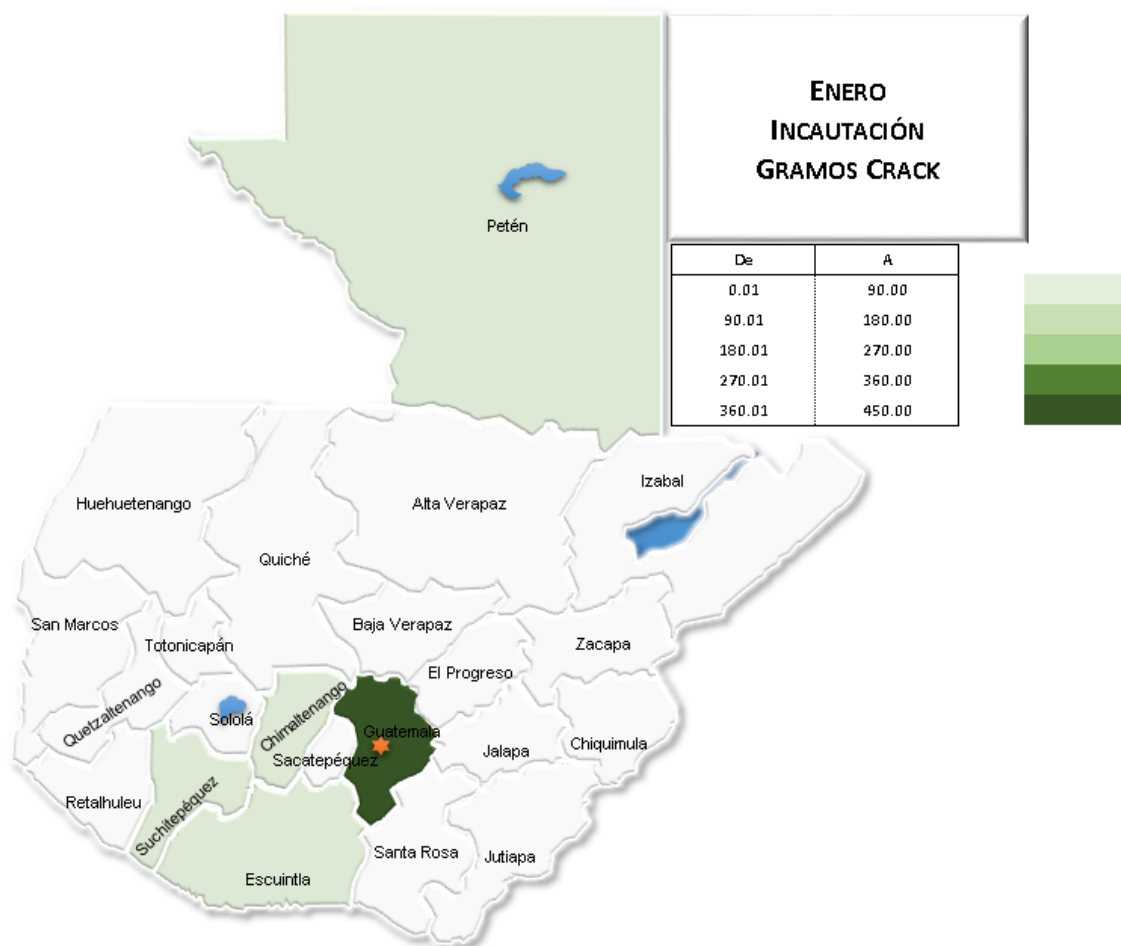 ENERO
INCAUTACIÓN
GRAMOS CRACK
De A
0.01 90.00
90.01 180.00
180.01 270.00
270.01 360.00
360.01 450.00
Petén
Izabal
Huehuetenango
Alta Verapaz
Quiché
San Marcos
Baja Verapaz
Totonicapán
Zacapa
El Progreso
Quetzaltenango
Sololá
Chimaltenango
Guatemala
Sacatepéquez
Jalapa
Chiquimula
Retalhuleu
Suchitepéquez
Santa Rosa
Jutiapa
Escuintla